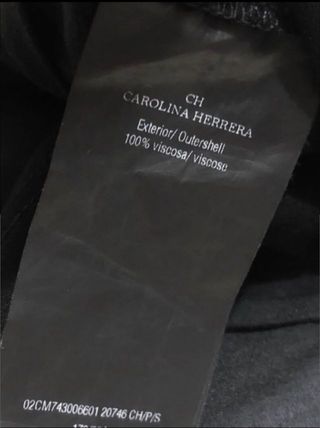 CH
CAROLINA HERRERA
Exterior/ Outershell
100% viscosa/ viscose
02CM743006601 20746 CH/P/S